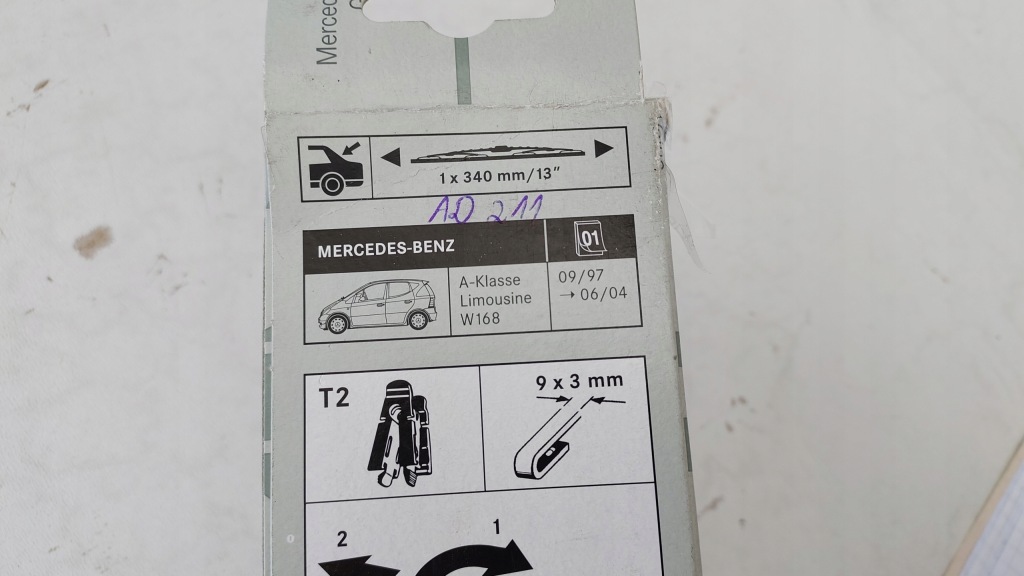 Merced
1 x 340 mm/13"
AD 211
MERCEDES-BENZ
01
A-Klasse
Limousine
W168
09/97
→ 06/04
T2
9 x 3 mm
1
2